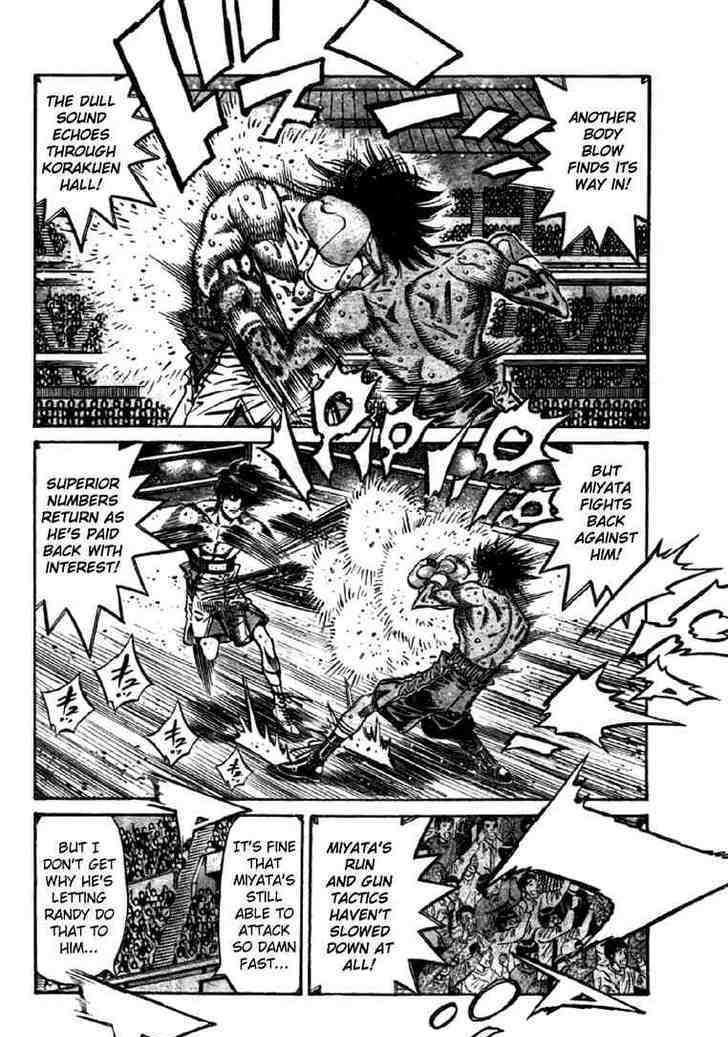 ANOTHER
BODY
BLOW
FINDS ITS
WAY IN!
THE DULL
SOUND
ECHOES
THROUGH
KORAKUEN
HALL!
BUT
MIYATA
FIGHTS
BACK
AGAINST
HIM!
SUPERIOR
NUMBERS
RETURN AS
HE'S PAID
BACK WITH
INTEREST!
MIYATA'S
RUN
AND GUN
TACTICS
HAVEN'T
SLOWED
DOWN AT
ALL!
IT'S FINE
THAT
MIYATA'S
STILL
ABLE TO
ATTACK
SO DAMN
FAST...
BUT I
DON'T GET
WHY HE'S
LETTING
RANDY DO
THAT TO
HIM...